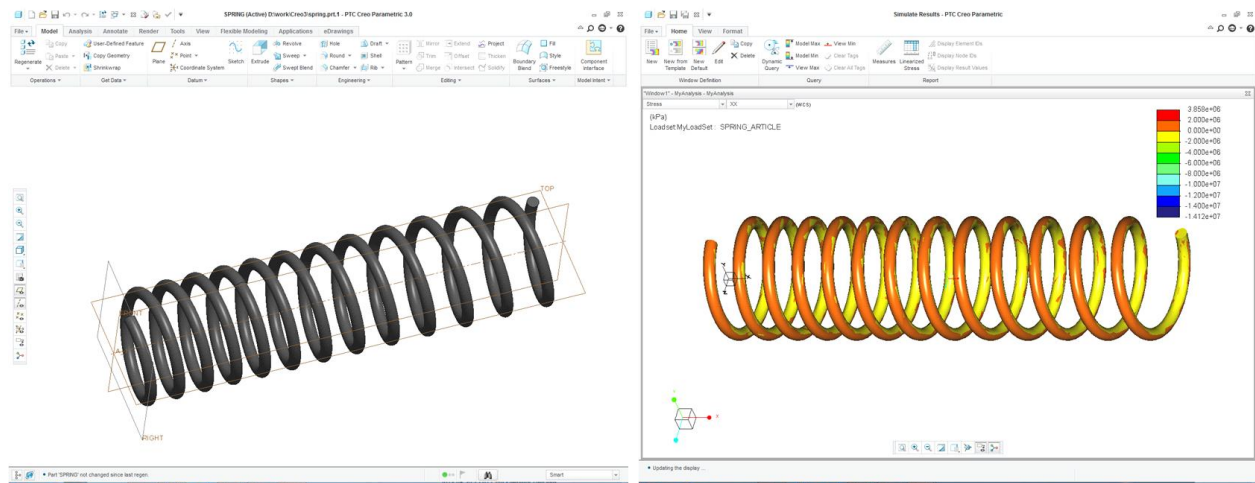 SPRING (Active) D:\work\Creo3\spring.prt.1 - PTC Creo Parametric 3.0
File Model Analysis Annotate Render Tools View Flexible Modeling Applications eDrawings
Regenerate
Copy
Paste
Delete
User-Defined Feature
Copy Geometry
Shrinkwrap
Plane
Axis
Point
Coordinate System
Sketch
Extrude
Revolve
Sweep
Swept Blend
Hole
Round
Chamfer
Draft
Shell
Rib
Pattern
Mirror
Trim
Merge
Extend
Offset
Intersect
Project
Thicken
Solidify
Boundary Blend
Fill
Style
Freestyle
Component Interface
Operations Get Data Datum Shapes Engineering Editing Surfaces Model Intent
TOP
RIGHT
Part 'SPRING' not changed since last regen.
Smart
Simulate Results - PTC Creo Parametric
File Home View Format
New
New from Template
New Default
Edit
Copy
Delete
Dynamic Query
Model Max
Model Min
View Max
View Min
Clear Tags
Clear All Tags
Measures
Linearized Stress
Display Element IDs
Display Node IDs
Display Result Values
Window Definition Query Report
"Window1" - MyAnalysis - MyAnalysis
Stress XX (WCS)
(kPa)
Loadset:MyLoadSet : SPRING_ARTICLE
3.858e+06
2.000e+06
0.000e+00
-2.000e+06
-4.000e+06
-6.000e+06
-8.000e+06
-1.000e+07
-1.200e+07
-1.400e+07
-1.412e+07
Updating the display ...